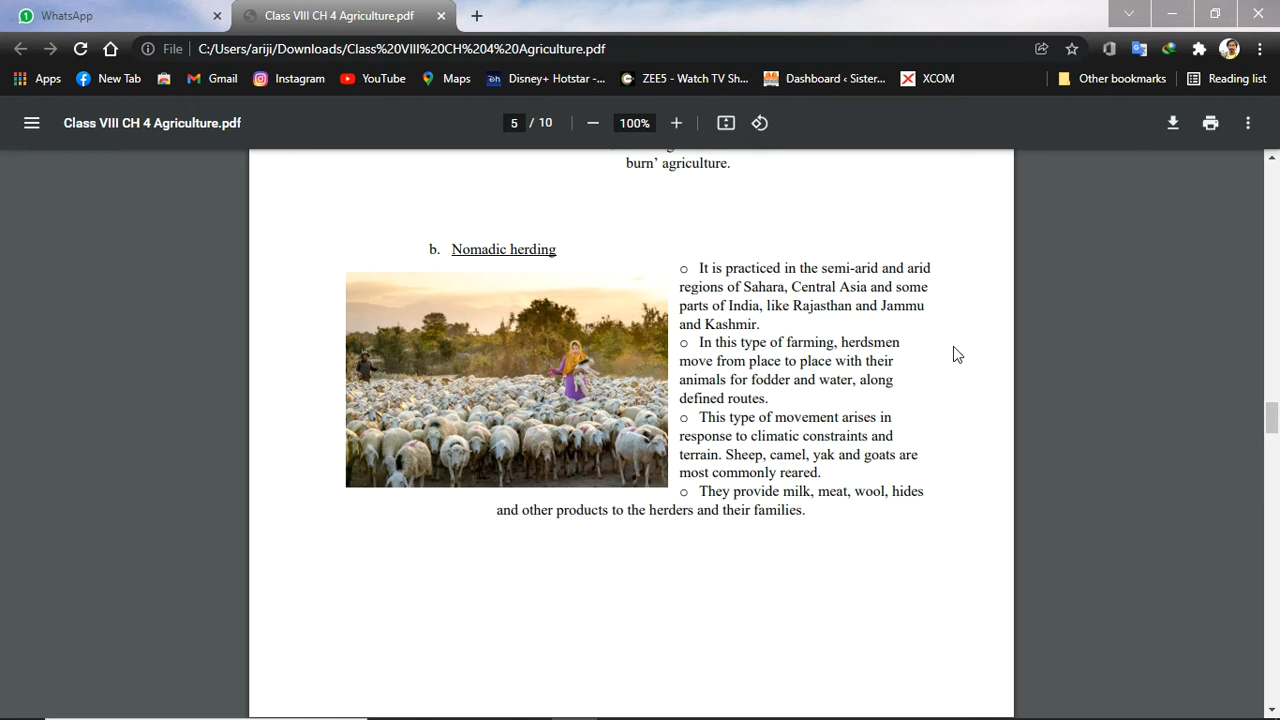 WhatsApp
Class VIII CH 4 Agriculture.pdf
File
C:/Users/ariji/Downloads/Class%20VIII%20CH%204%20Agriculture.pdf
Apps
New Tab
Gmail
Instagram
YouTube
Maps
Disney+ Hotstar -...
ZEE5 - Watch TV Sh...
Dashboard ‹ Sister...
XCOM
Other bookmarks
Reading list
Class VIII CH 4 Agriculture.pdf
5 / 10
100%
burn’ agriculture.
b. Nomadic herding
o It is practiced in the semi-arid and arid
regions of Sahara, Central Asia and some
parts of India, like Rajasthan and Jammu
and Kashmir.
o In this type of farming, herdsmen
move from place to place with their
animals for fodder and water, along
defined routes.
o This type of movement arises in
response to climatic constraints and
terrain. Sheep, camel, yak and goats are
most commonly reared.
o They provide milk, meat, wool, hides
and other products to the herders and their families.